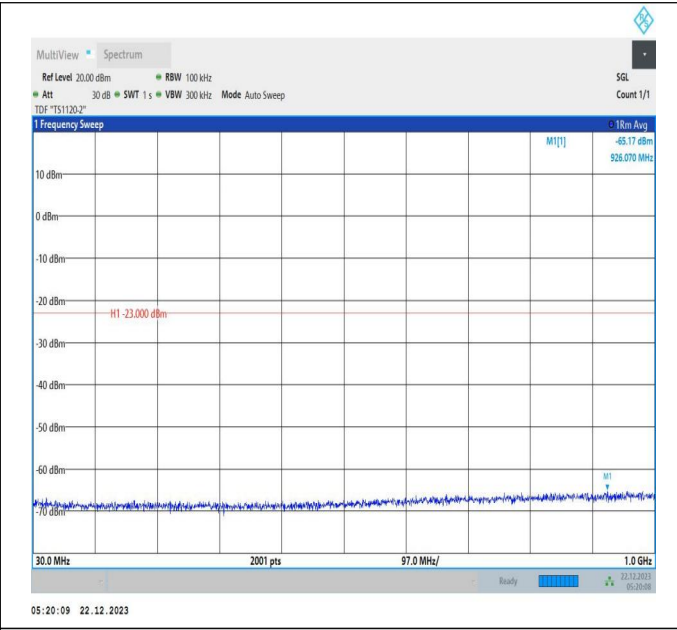 R S
MultiView Spectrum
Ref Level 20.00 dBm RBW 100 kHz SGL
Att 30 dB SWT 1 s VBW 300 kHz Mode Auto Sweep Count 1/1
TDF "TS1120-2"
1 Frequency Sweep 1Rm Avg
M1[1] -65.17 dBm
926.070 MHz
10 dBm
0 dBm
-10 dBm
-20 dBm
H1 -23.000 dBm
-30 dBm
-40 dBm
-50 dBm
-60 dBm
M1
-70 dBm
30.0 MHz 2001 pts 97.0 MHz/ 1.0 GHz
Ready 22.12.2023
05:20:08
05:20:09 22.12.2023